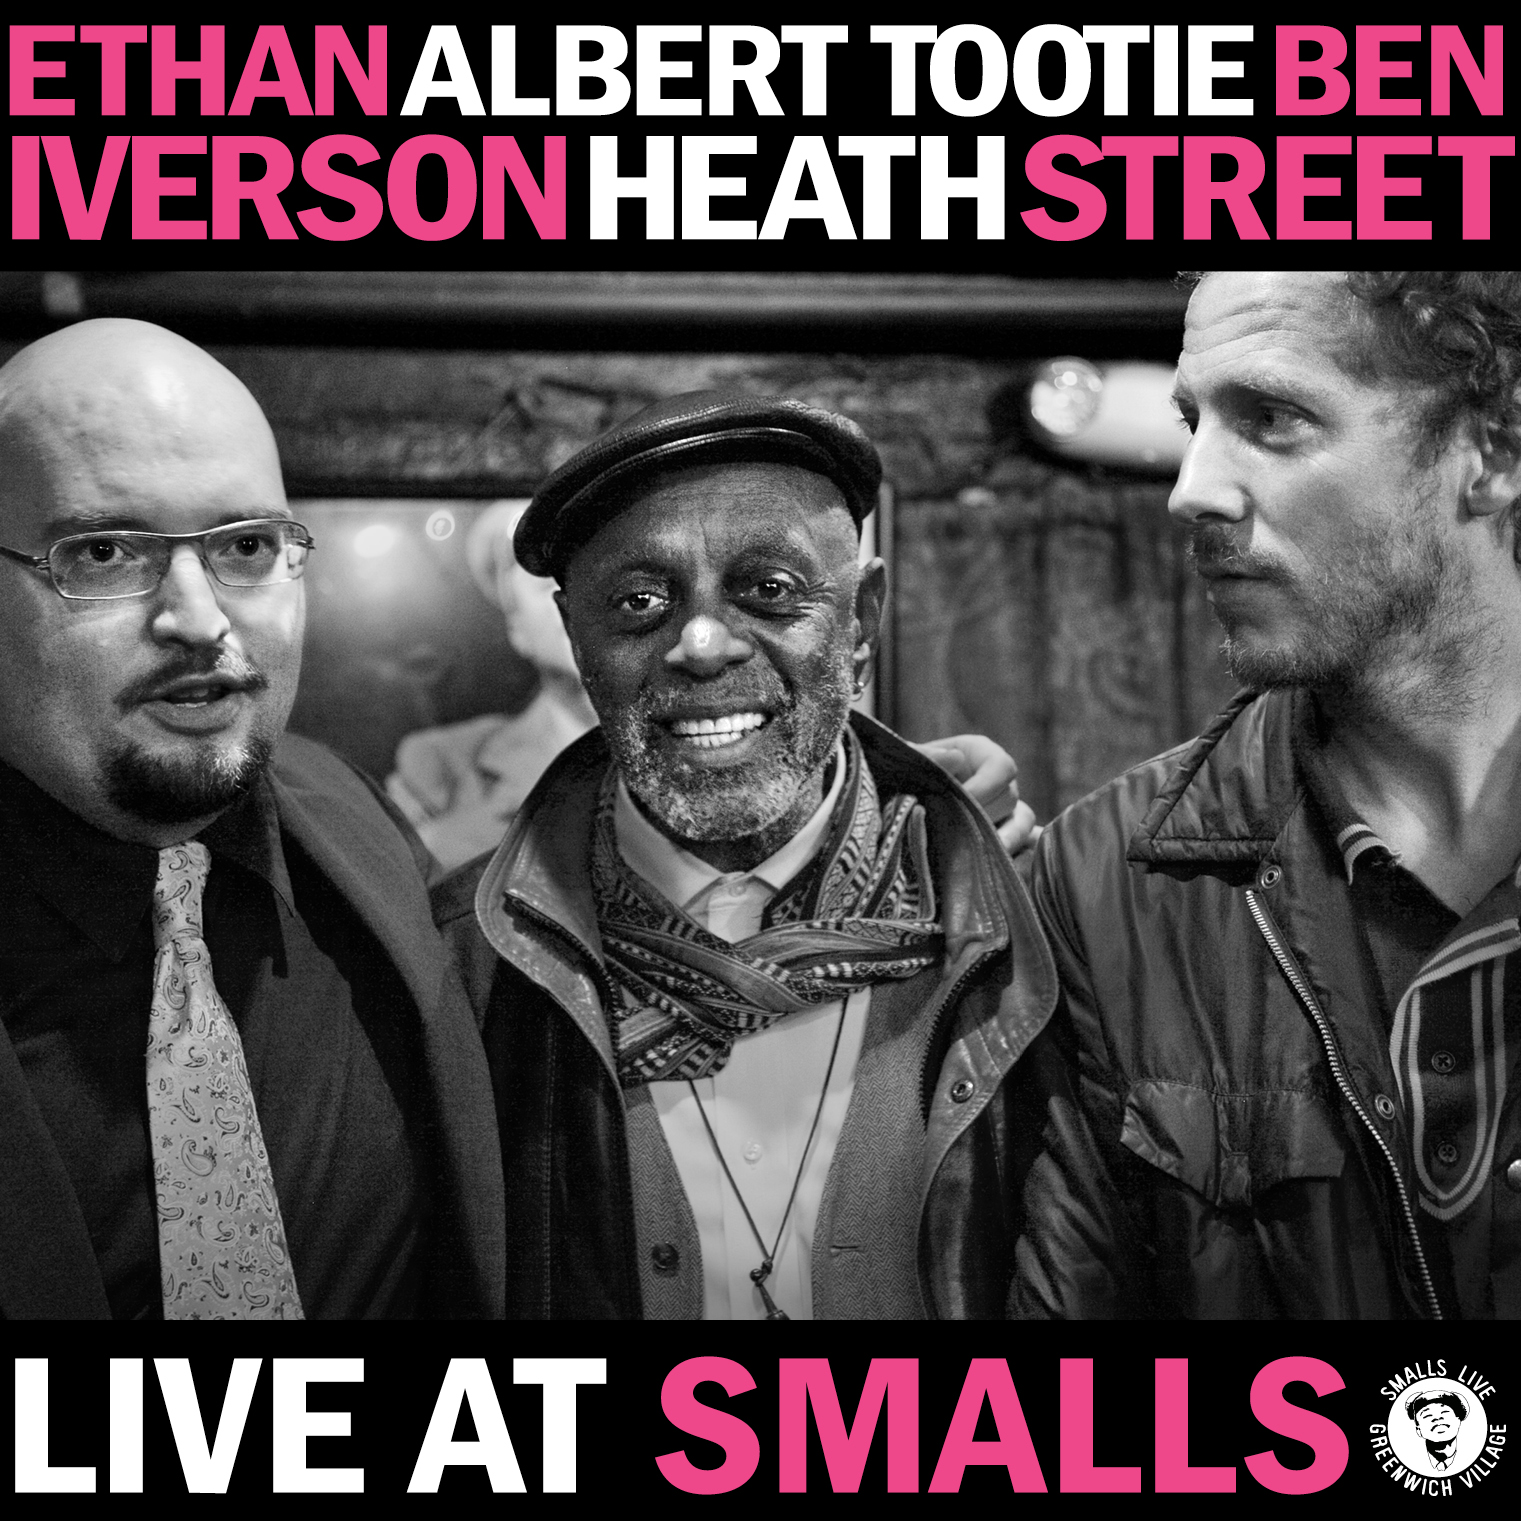 ETHAN ALBERT TOOTIE BEN
IVERSON HEATH STREET
LIVE AT SMALLS
SMALLS LIVE
GREENWICH VILLAGE